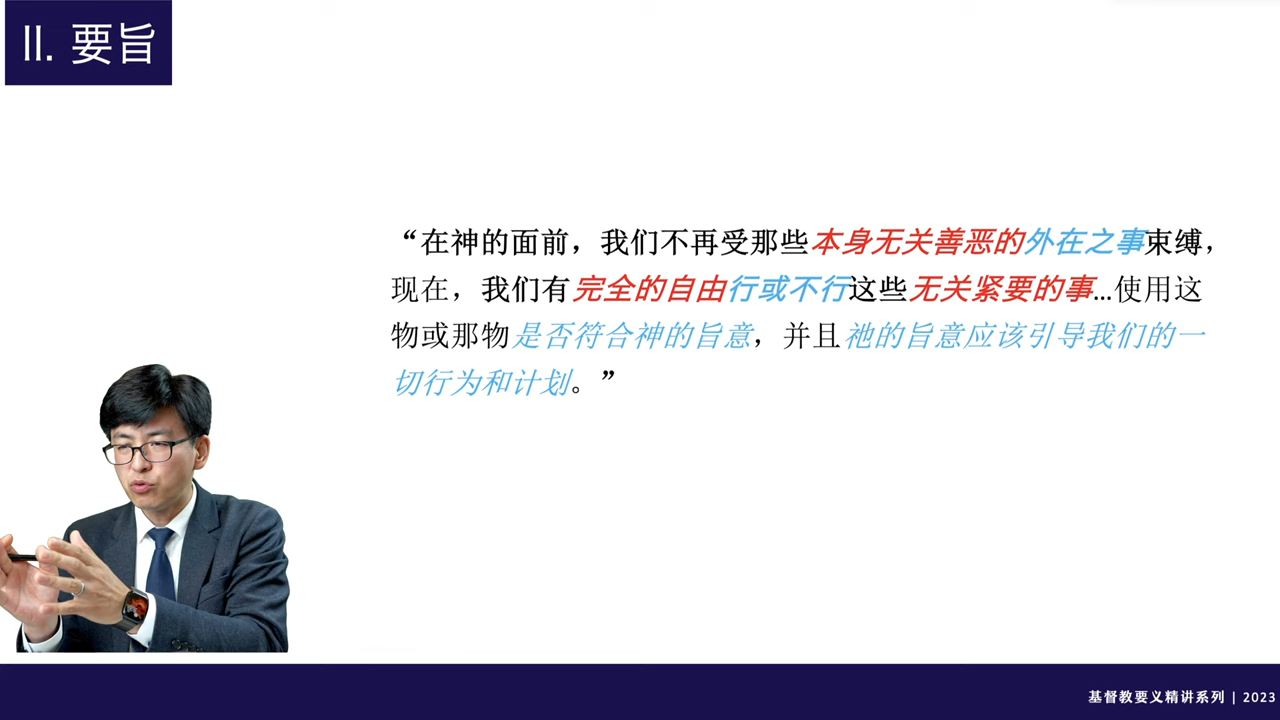 II. 要旨
“在神的面前，我们不再受那些本身无关善恶的外在之事束缚，
现在，我们有完全的自由行或不行这些无关紧要的事...使用这
物或那物是否符合神的旨意，并且祂的旨意应该引导我们的一
切行为和计划。”
基督教要义精讲系列 | 2023